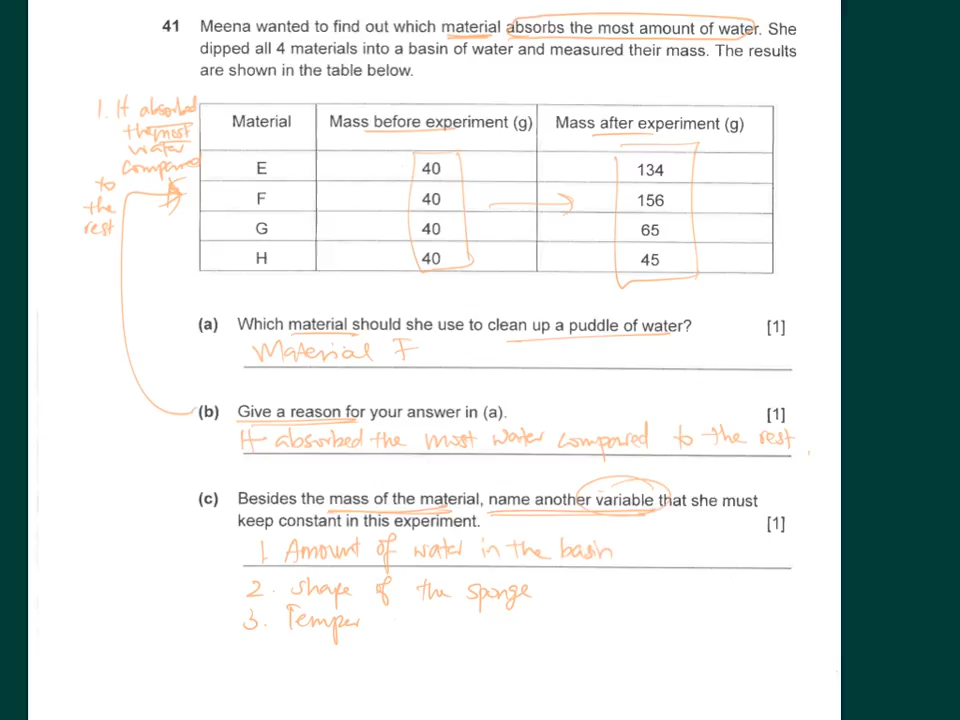 41 Meena wanted to find out which material absorbs the most amount of water. She
dipped all 4 materials into a basin of water and measured their mass. The results
are shown in the table below.
1. It absorbed
the most
water
compared
to
the
rest
Material Mass before experiment (g) Mass after experiment (g)
E 40 134
F 40 156
G 40 65
H 40 45
(a) Which material should she use to clean up a puddle of water? [1]
Material F
(b) Give a reason for your answer in (a). [1]
It absorbed the most water compared to the rest
(c) Besides the mass of the material, name another variable that she must
keep constant in this experiment. [1]
1. Amount of water in the basin
2. Shape of the sponge
3. Temper